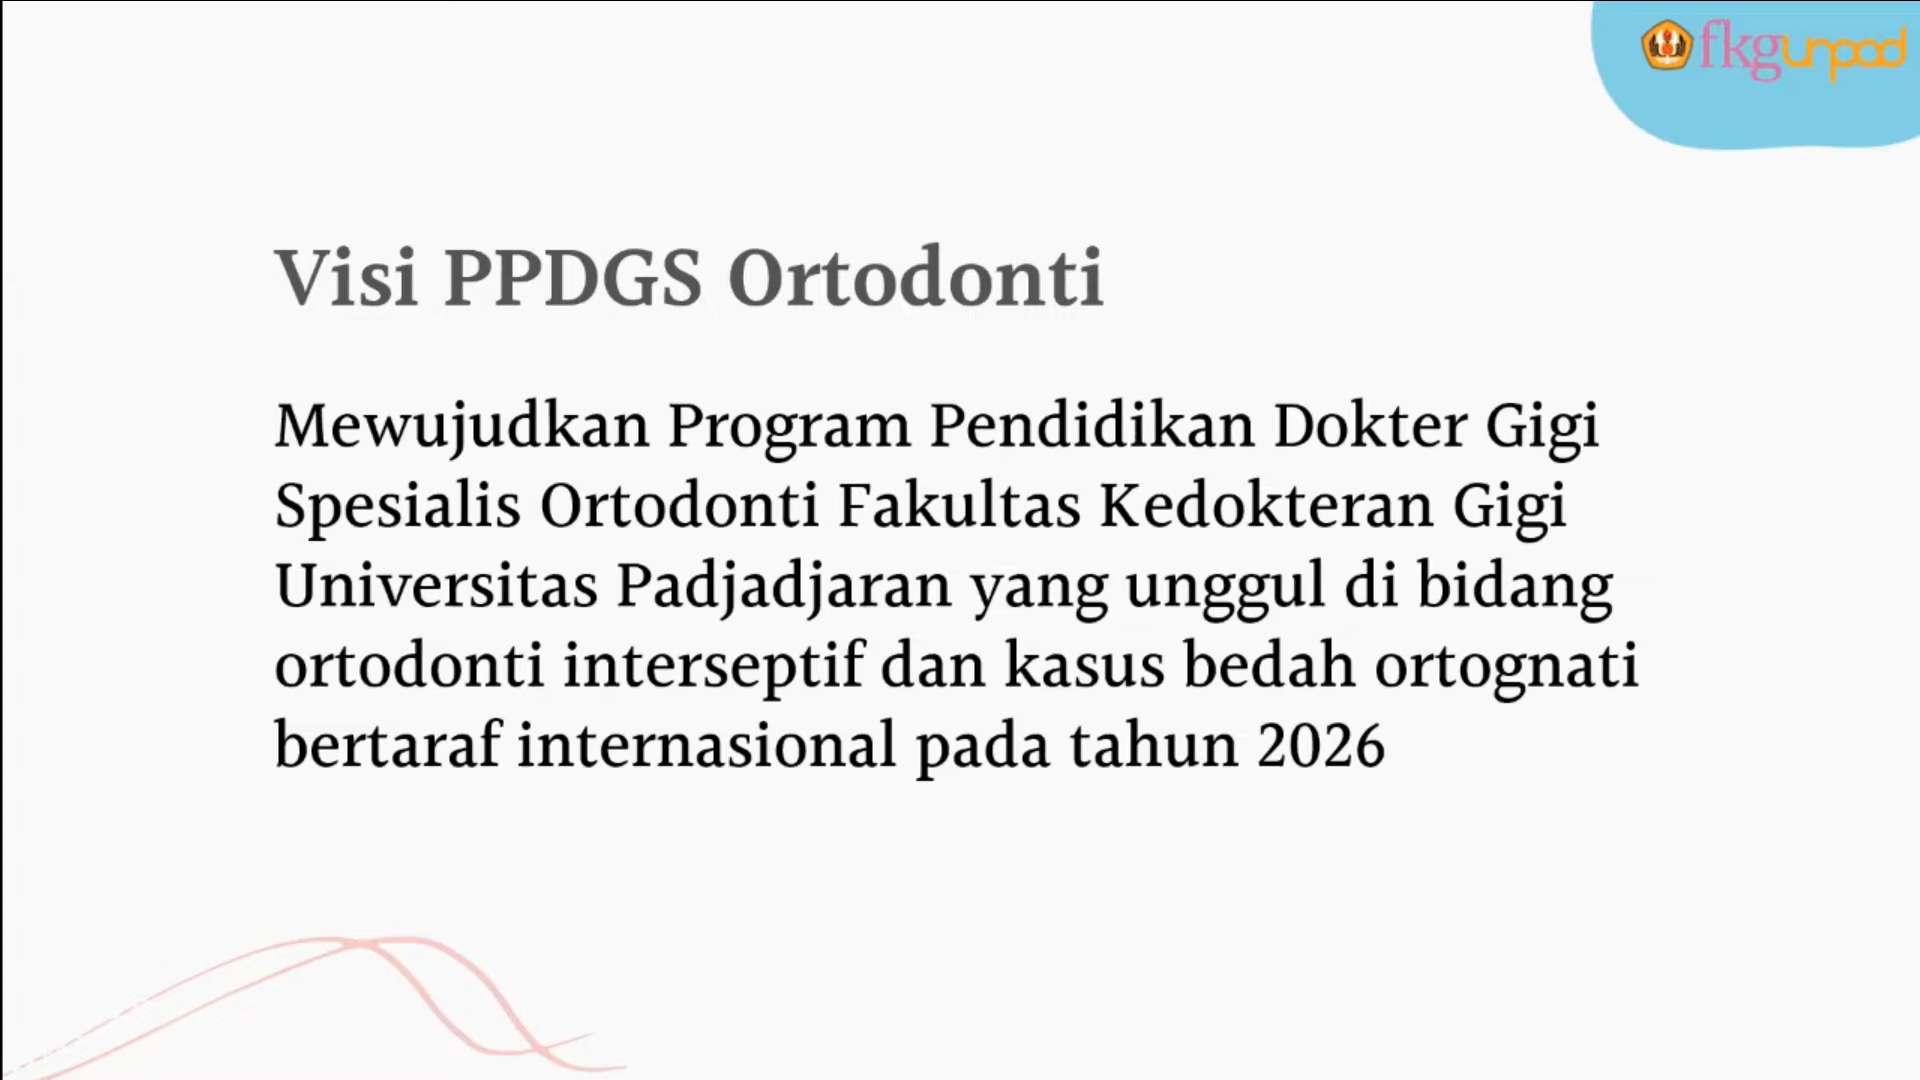 fkgunpad
Visi PPDGS Ortodonti
Mewujudkan Program Pendidikan Dokter Gigi
Spesialis Ortodonti Fakultas Kedokteran Gigi
Universitas Padjadjaran yang unggul di bidang
ortodonti interseptif dan kasus bedah ortognati
bertaraf internasional pada tahun 2026